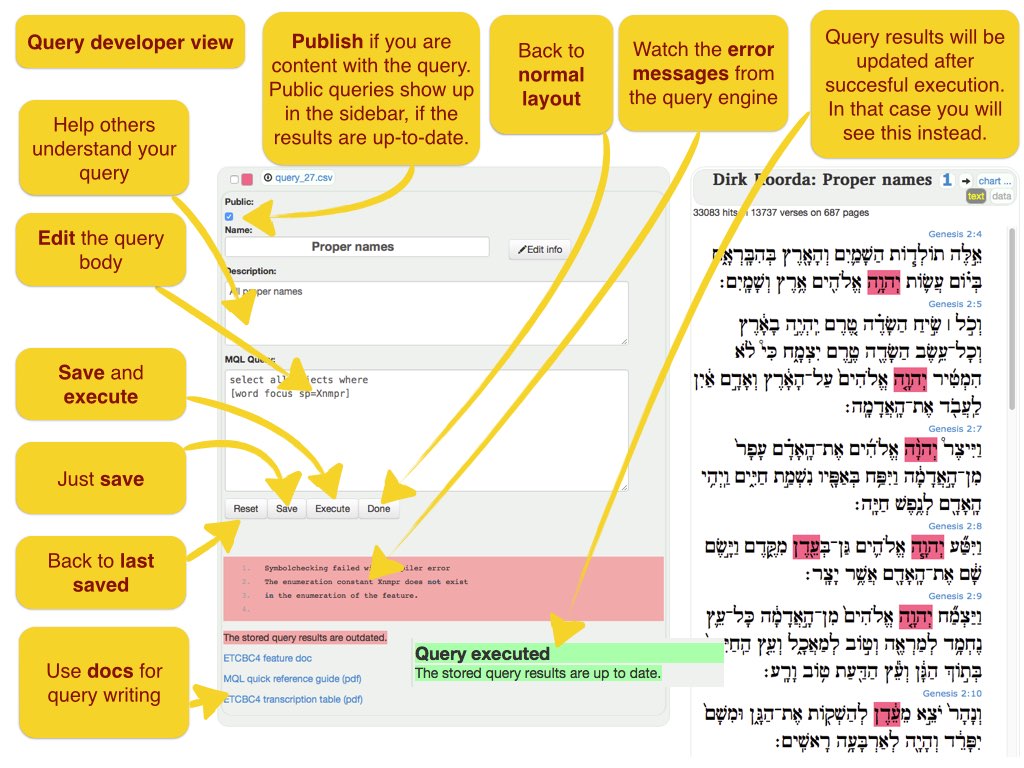 Query developer view
Publish if you are
content with the query.
Public queries show up
in the sidebar, if the
results are up-to-date.
Back to
normal
layout
Watch the error
messages from
the query engine
Query results will be
updated after
succesful execution.
In that case you will
see this instead.
Help others
understand your
query
Edit the query
body
Save and
execute
Just save
Back to last
saved
Use docs for
query writing
query_27.csv
Public:
Name:
Proper names
Edit info
Description:
All proper names
MQL Query:
select all objects where
[word focus sp=Xnmpr]
Reset Save Execute Done
1. Symbolchecking failed with compiler error
2. The enumeration constant Xnmpr does not exist
3. in the enumeration of the feature.
4.
The stored query results are outdated.
ETCBC4 feature doc
MQL quick reference guide (pdf)
ETCBC4 transcription table (pdf)
Query executed
The stored query results are up to date.
Dirk Roorda: Proper names 1 → chart ...
text data
33083 hits in 13737 verses on 687 pages
Genesis 2:4
אֵ֣לֶּה תוֹלְד֧וֹת הַשָּׁמַ֛יִם וְהָאָ֖רֶץ בְּהִבָּֽרְאָ֑ם
בְּי֗וֹם עֲשׂ֛וֹת יְהוָ֥ה אֱלֹהִ֖ים אֶ֥רֶץ וְשָׁמָֽיִם׃
Genesis 2:5
וְכֹ֣ל ׀ שִׂ֣יחַ הַשָּׂדֶ֗ה טֶ֚רֶם יִֽהְיֶ֣ה בָאָ֔רֶץ
וְכָל־עֵ֥שֶׂב הַשָּׂדֶ֖ה טֶ֣רֶם יִצְמָ֑ח כִּי֩ לֹ֨א
הִמְטִ֜יר יְהוָ֤ה אֱלֹהִים֙ עַל־הָאָ֔רֶץ וְאָדָ֣ם אַ֔יִן
לַֽעֲבֹ֖ד אֶת־הָֽאֲדָמָֽה׃
Genesis 2:7
וַיִּיצֶר֩ יְהוָ֨ה אֱלֹהִ֜ים אֶת־הָֽאָדָ֗ם עָפָר֙
מִן־הָ֣אֲדָמָ֔ה וַיִּפַּ֥ח בְּאַפָּ֖יו נִשְׁמַ֣ת חַיִּ֑ים וַֽיְהִ֥י
הָֽאָדָ֖ם לְנֶ֥פֶשׁ חַיָּֽה׃
Genesis 2:8
וַיִּטַּ֞ע יְהוָ֧ה אֱלֹהִ֛ים גַּן־בְּעֵ֖דֶן מִקֶּ֑דֶם וַיָּ֣שֶׂם
שָׁ֔ם אֶת־הָֽאָדָ֖ם אֲשֶׁ֥ר יָצָֽר׃
Genesis 2:9
וַיַּצְמַ֞ח יְהוָ֤ה אֱלֹהִים֙ מִן־הָ֣אֲדָמָ֔ה כָּל־עֵ֛ץ
נֶחְמָ֥ד לְמַרְאֶ֖ה וְט֣וֹב לְמַאֲכָ֑ל וְעֵ֤ץ
בְּת֣וֹךְ הַגָּ֔ן וְעֵ֕ץ הַדַּ֖עַת ט֥וֹב וָרָֽע׃
Genesis 2:10
וְנָהָר֙ יֹצֵ֣א מֵעֵ֔דֶן לְהַשְׁק֖וֹת אֶת־הַגָּ֑ן וּמִשָּׁם֙
יִפָּרֵ֔ד וְהָיָ֖ה לְאַרְבָּעָ֥ה רָאשִֽׁים׃